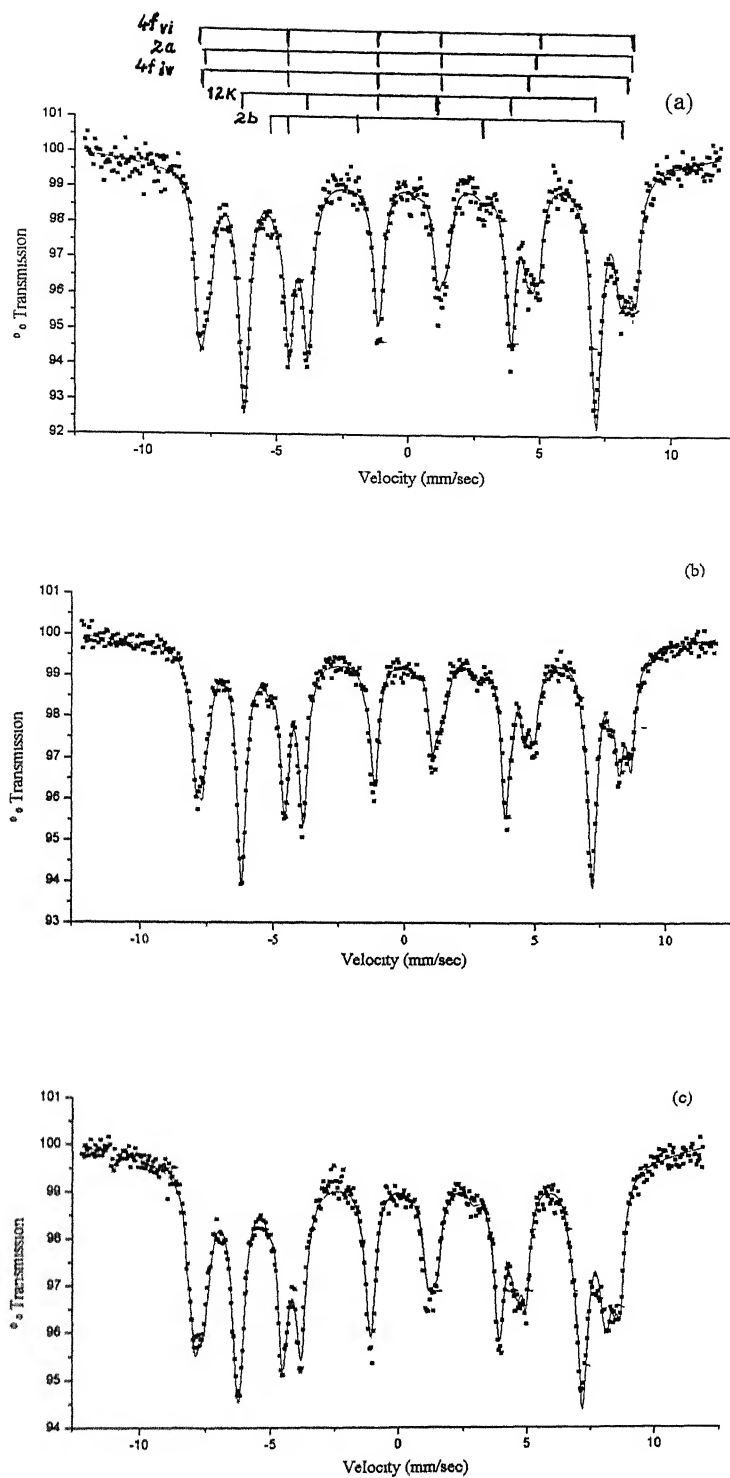 4f vi
2a
4f iv
12K
2b
(a)
101
100
99
98
97
96
95
94
93
92
% Transmission
-10 -5 0 5 10
Velocity (mm/sec)
(b)
101
100
99
98
97
96
95
94
93
% Transmission
-10 -5 0 5 10
Velocity (mm/sec)
(c)
101
100
99
98
97
96
95
94
% Transmission
-10 -5 0 5 10
Velocity (mm/sec)